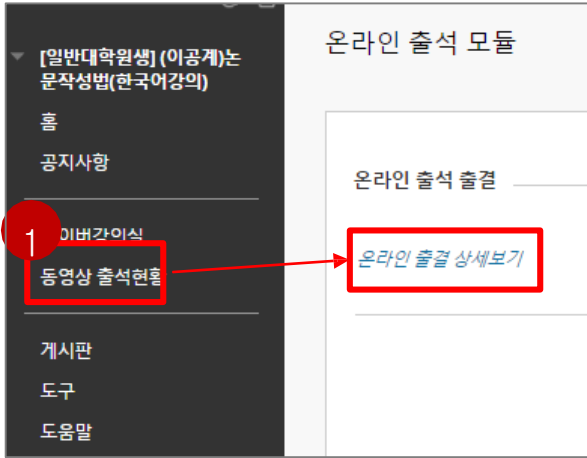 [일반대학원생] (이공계)논
문작성법(한국어강의)
홈
공지사항
이버강의실
1
동영상 출석현황
게시판
도구
도움말
온라인 출석 모듈
온라인 출석 출결
온라인 출결 상세보기